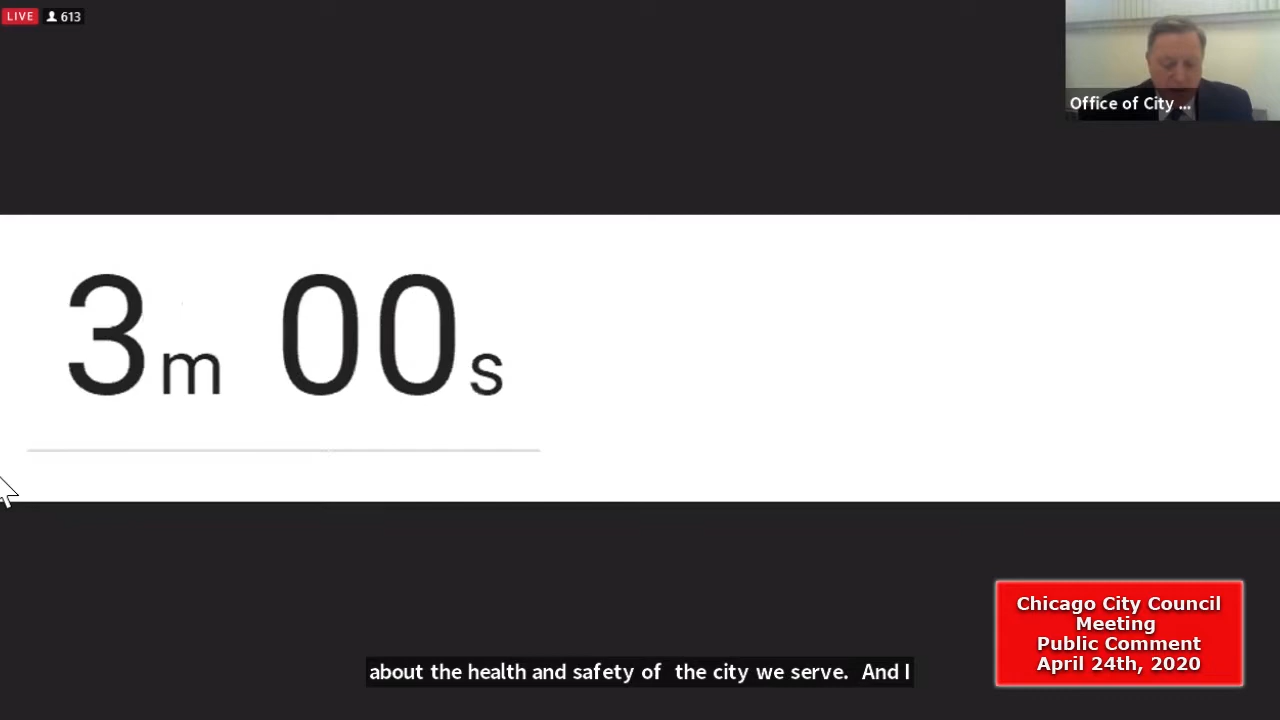 LIVE 613
Office of City ...
3m 00s
Chicago City Council
Meeting
Public Comment
April 24th, 2020
about the health and safety of  the city we serve.  And I